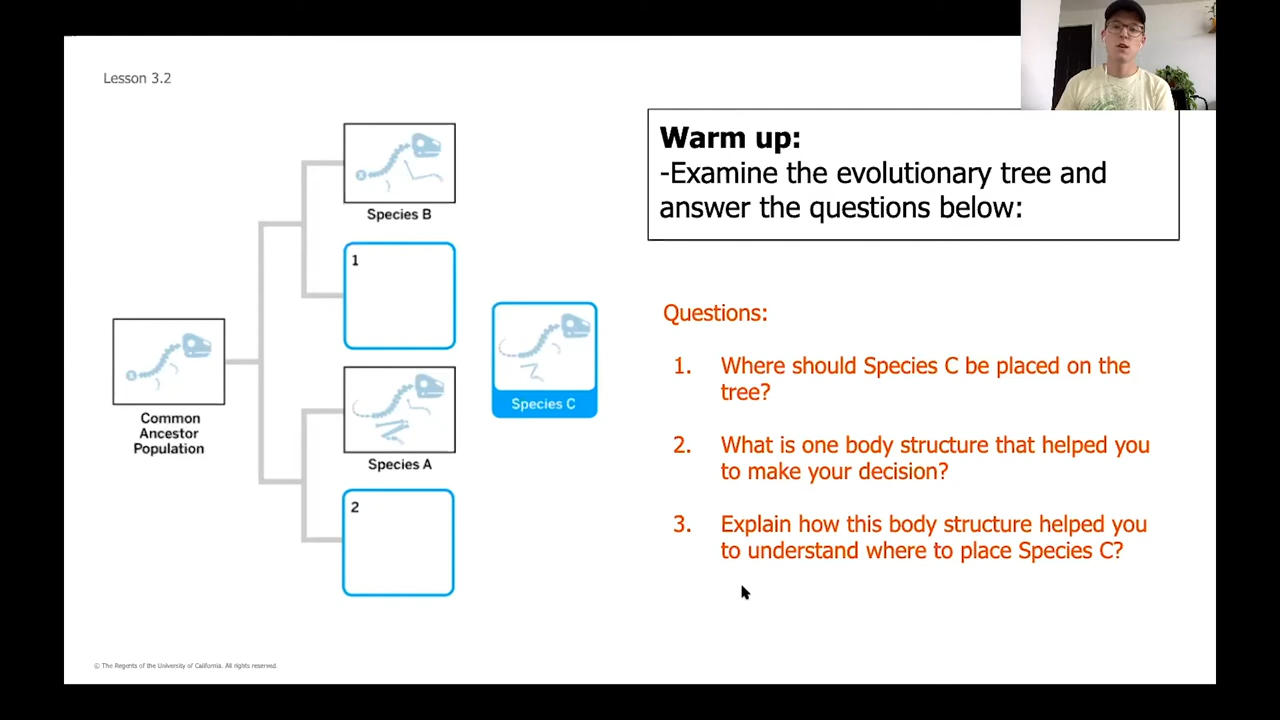 Lesson 3.2
Species B
1
Common
Ancestor
Population
Species A
2
Species C
Warm up:
-Examine the evolutionary tree and
answer the questions below:
Questions:
1. Where should Species C be placed on the
tree?
2. What is one body structure that helped you
to make your decision?
3. Explain how this body structure helped you
to understand where to place Species C?
© The Regents of the University of California. All rights reserved.